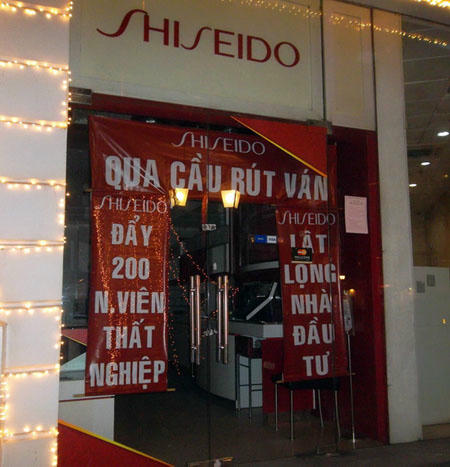 SHISEIDO
SHISEIDO
QUA CẦU RÚT VÁN
SHISEIDO
ĐẨY
200
N.VIÊN
THẤT
NGHIỆP
SHISEIDO
LẬT
LỌNG
NHÀ
ĐẦU
TƯ